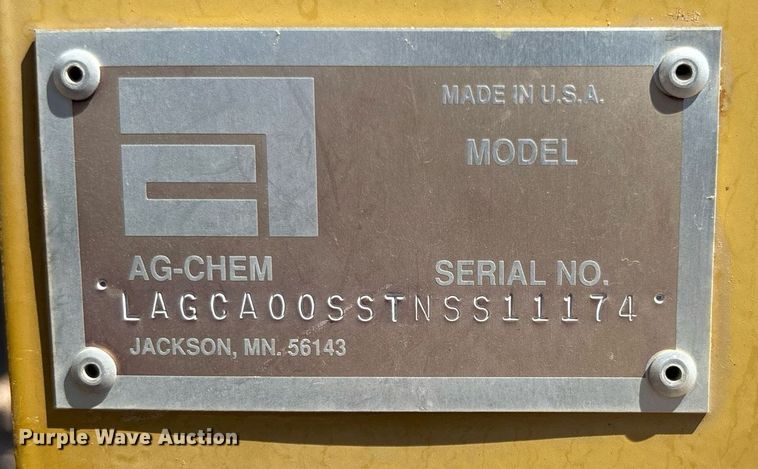 MADE IN U.S.A.
MODEL
AG-CHEM
SERIAL NO.
LAGCA00SSTNSS11174
JACKSON, MN. 56143
Purple Wave Auction